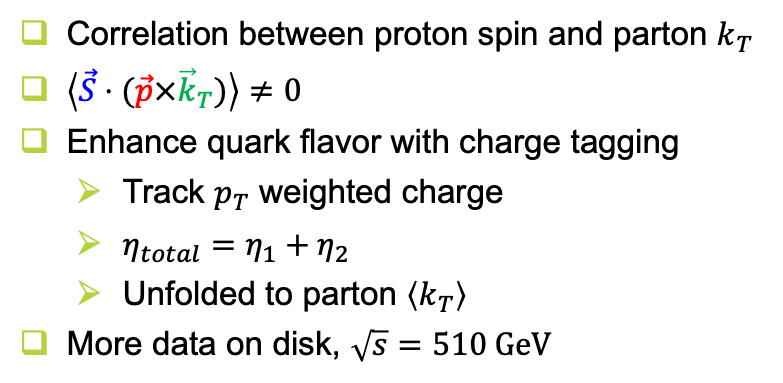 Correlation between proton spin and parton k_T
⟨S⃗ · (p⃗×k⃗_T)⟩ ≠ 0
Enhance quark flavor with charge tagging
Track p_T weighted charge
η_total = η_1 + η_2
Unfolded to parton ⟨k_T⟩
More data on disk, √s = 510 GeV